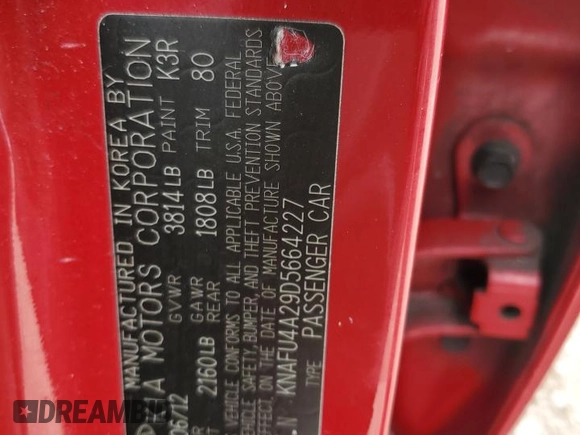 MANUFACTURED IN KOREA BY
A MOTORS CORPORATION
06/12 GVWR 3814LB PAINT K3R
2160LB GAWR REAR 1808LB TRIM 80
VEHICLE CONFORMS TO ALL APPLICABLE U.S.A. FEDERAL
VEHICLE SAFETY, BUMPER, AND THEFT PREVENTION STANDARDS
EFFECT ON THE DATE OF MANUFACTURE SHOWN ABOVE
KNAFU4A29D5664227
TYPE PASSENGER CAR
DREAMBID